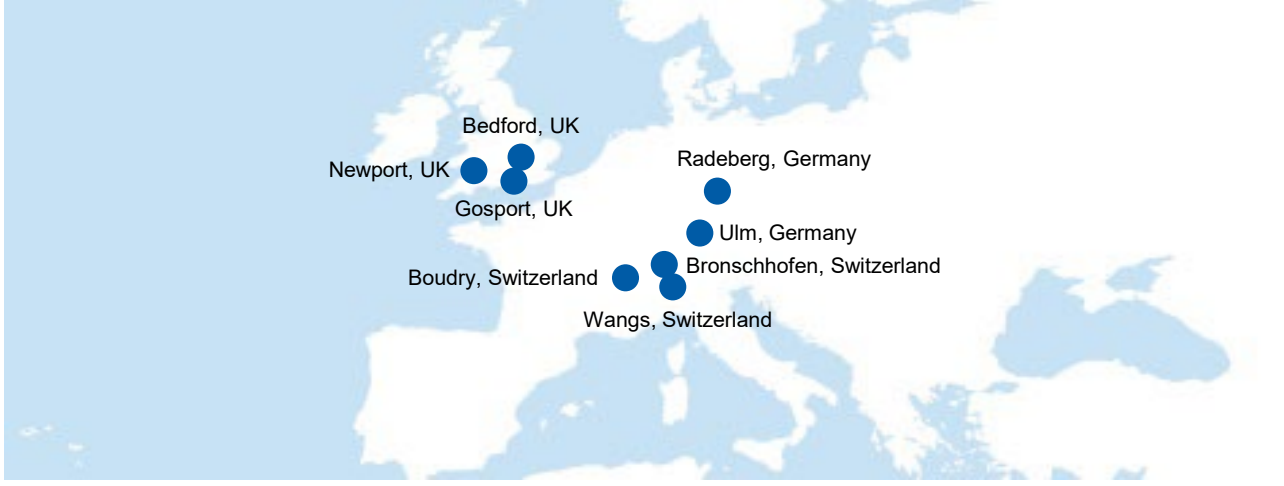 Bedford, UK
Newport, UK
Gosport, UK
Radeberg, Germany
Ulm, Germany
Bronschhofen, Switzerland
Boudry, Switzerland
Wangs, Switzerland